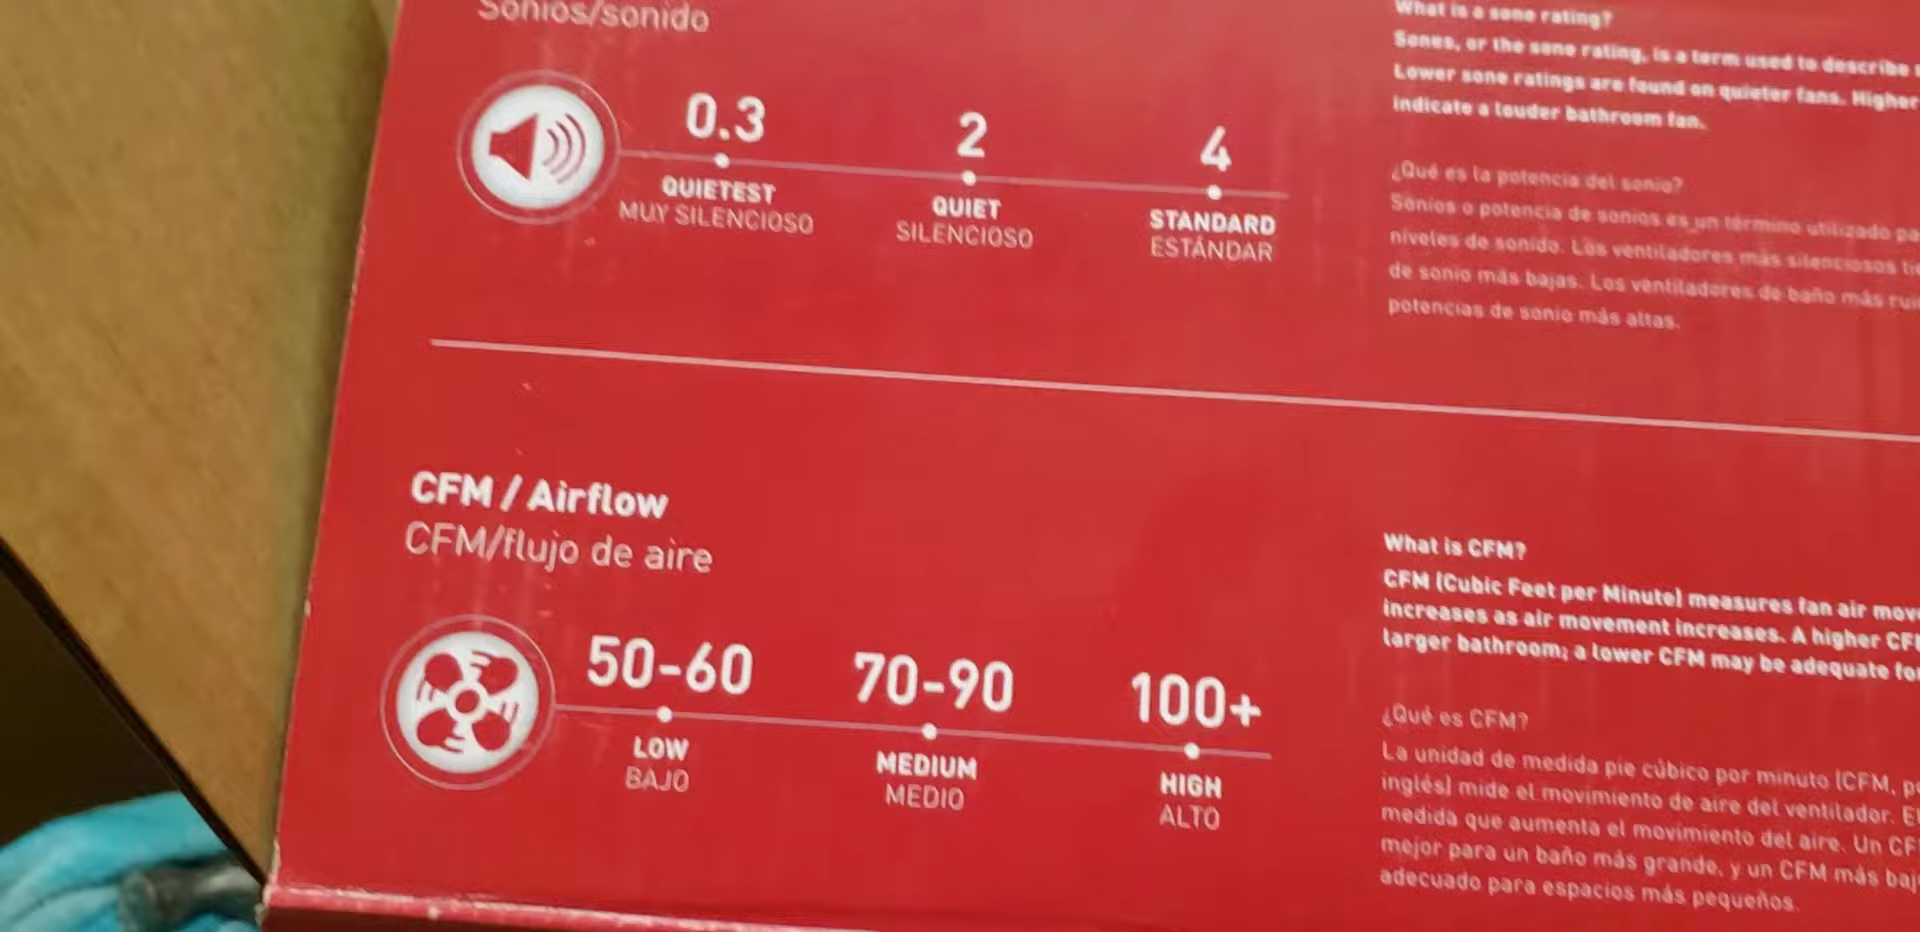 Sonios/sonido
0.3
QUIETEST
MUY SILENCIOSO
2
QUIET
SILENCIOSO
4
STANDARD
ESTÁNDAR
What is a sone rating?
Sones, or the sone rating, is a term used to describe
Lower sone ratings are found on quieter fans. Higher
indicate a louder bathroom fan.
¿Qué es la potencia del sonio?
Sonios o potencia de sonios es un término utilizado
niveles de sonido. Los ventiladores más silenciosos
de sonio más bajas. Los ventiladores de baño más
potencias de sonio más altas.
CFM / Airflow
CFM/flujo de aire
50-60
LOW
BAJO
70-90
MEDIUM
MEDIO
100+
HIGH
ALTO
What is CFM?
CFM (Cubic Feet per Minute) measures fan air
increases as air movement increases. A higher
larger bathroom; a lower CFM may be adequate
¿Qué es CFM?
La unidad de medida pie cúbico por minuto (CFM,
inglés) mide el movimiento de aire del ventilador.
medida que aumenta el movimiento del aire. Un
mejor para un baño más grande, y un CFM más
adecuado para espacios más pequeños.